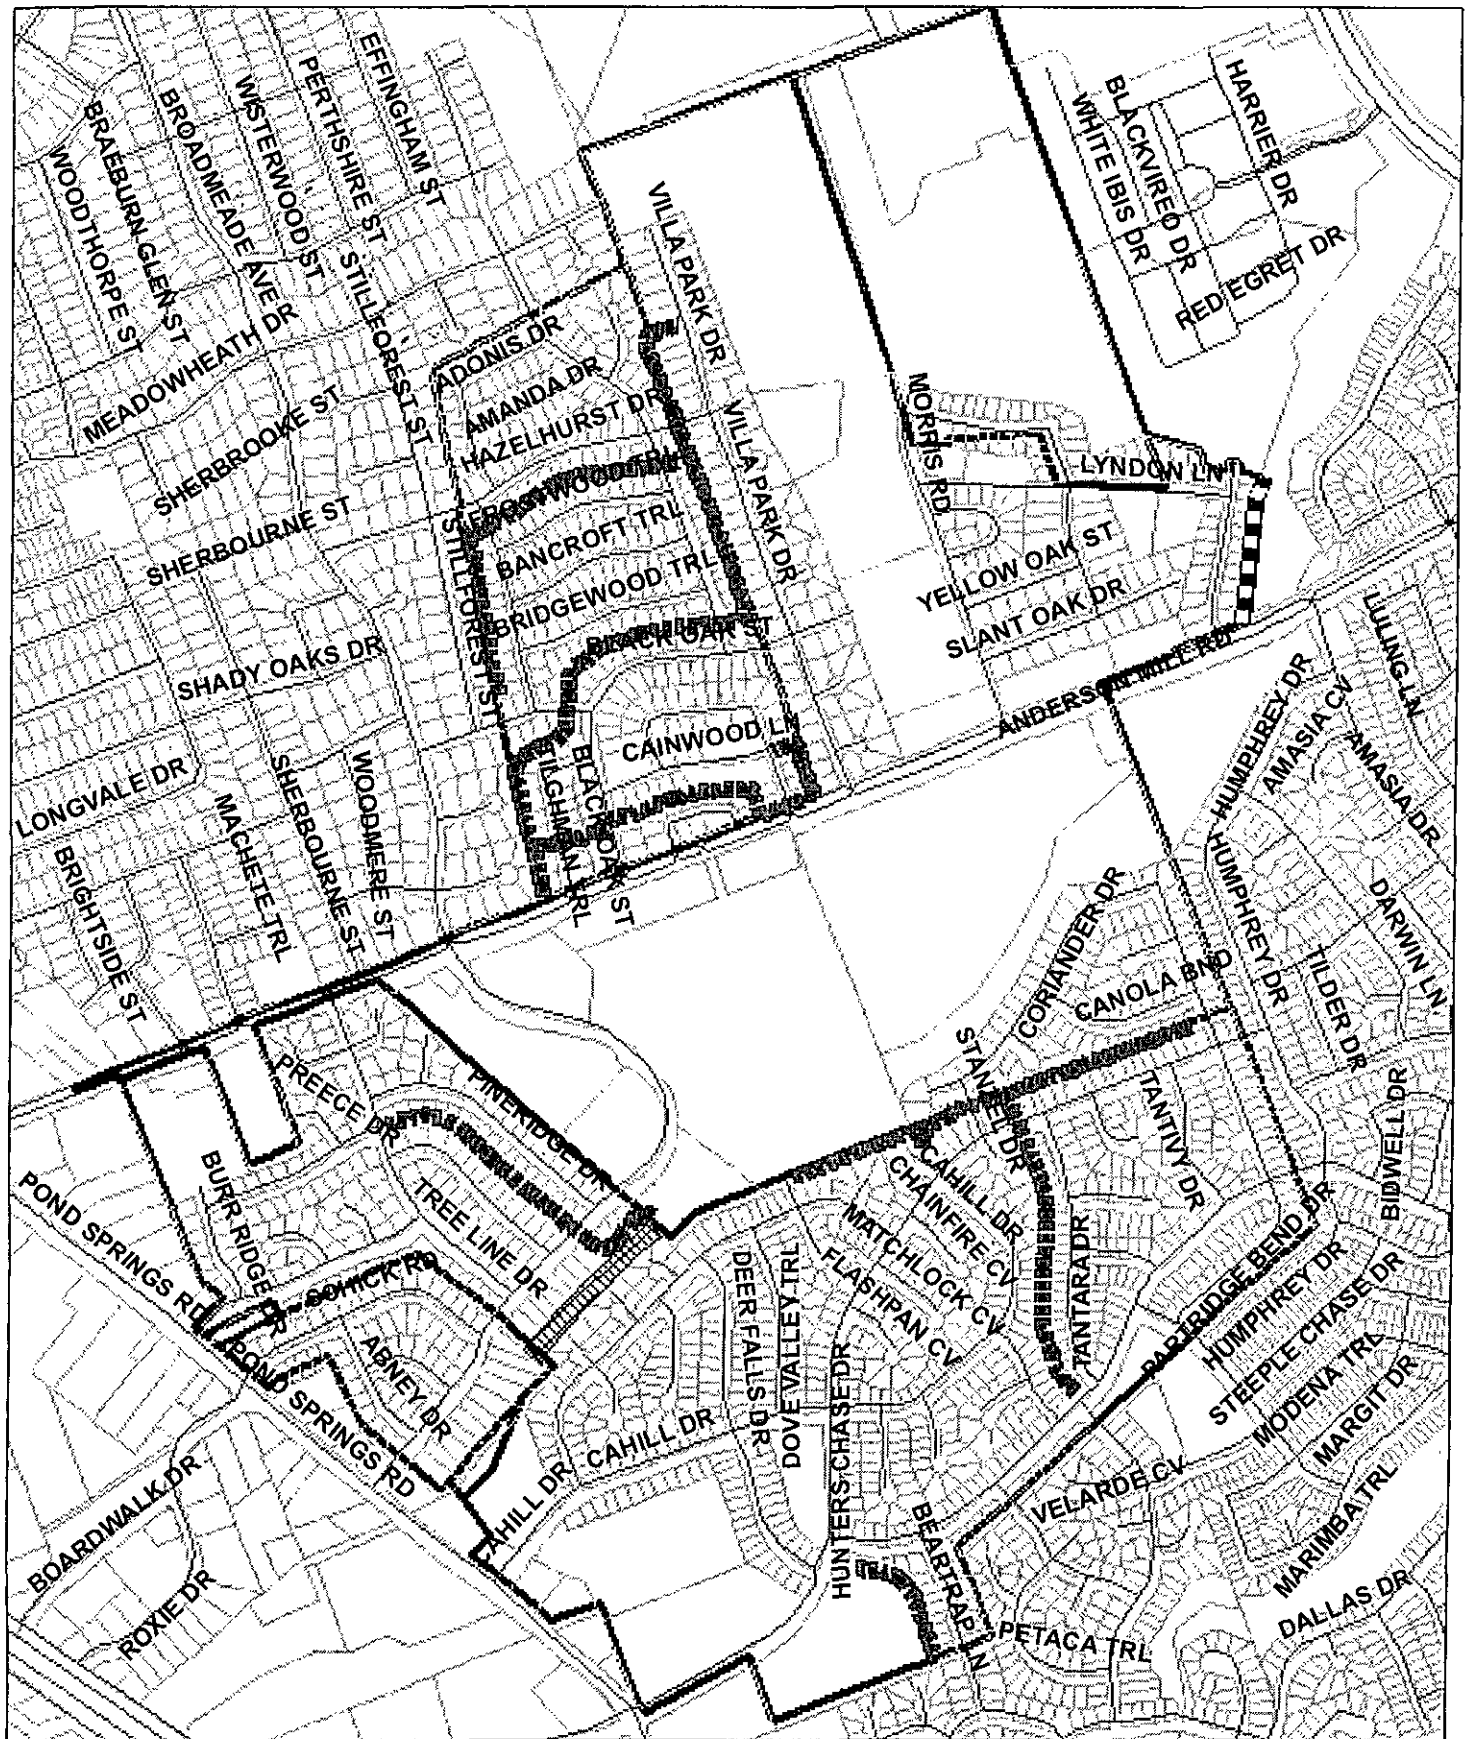 EFFINGHAM ST
PERTHSHIRE ST
WISTERWOOD ST
BROADMEADE AVE
BRAEBURN GLEN ST
WOODTHORPE ST
HARRIER DR
BLACKVIREO DR
WHITE IBIS DR
RED EGRET DR
VILLA PARK DR
STILLFOREST ST
MEADOWHEATH DR
ADONIS DR
AMANDA DR
HAZELHURST DR
SHERBROOKE ST
VILLA PARK DR
MORRIS RD
LYNDON LN
SHERBOURNE ST
STILLFOREST ST
BANCROFT TRL
BRIDGEWOOD TRL
BLACK OAK ST
YELLOW OAK ST
SLANT OAK DR
SHADY OAKS DR
LULING LN
ANDERSON MILL RD
HUMPHREY DR
AMASIA CV
AMASIA DR
CAINWOOD LN
TILGHMAN TRL
BLACK OAK ST
LONGVALE DR
WOODMERE ST
SHERBOURNE ST
MACHETE TRL
BRIGHTSIDE ST
HUMPHREY DR
DARWIN LN
CORIANDER DR
CANOLA BND
TILDER DR
PREECE DR
PINERIDGE DR
TANTIVY DR
BIDWELL DR
CAHILL DR
CHAINFIRE CV
MATCHLOCK CV
FLASHPAN CV
BURR RIDGE DR
POND SPRINGS RD
TREE LINE DR
SCHICK RD
DEER FALLS DR
DOVE VALLEY TRL
TANTARA DR
PARTRIDGE BEND DR
HUMPHREY DR
STEEPLE CHASE DR
ABNEY DR
POND SPRINGS RD
HUNTERS CHASE DR
MODENA TRL
MARGIT DR
CAHILL DR
VELARDE CV
MARIMBA TRL
BOARDWALK DR
ROXIE DR
BEARTRAP LN
PETACA TRL
DALLAS DR